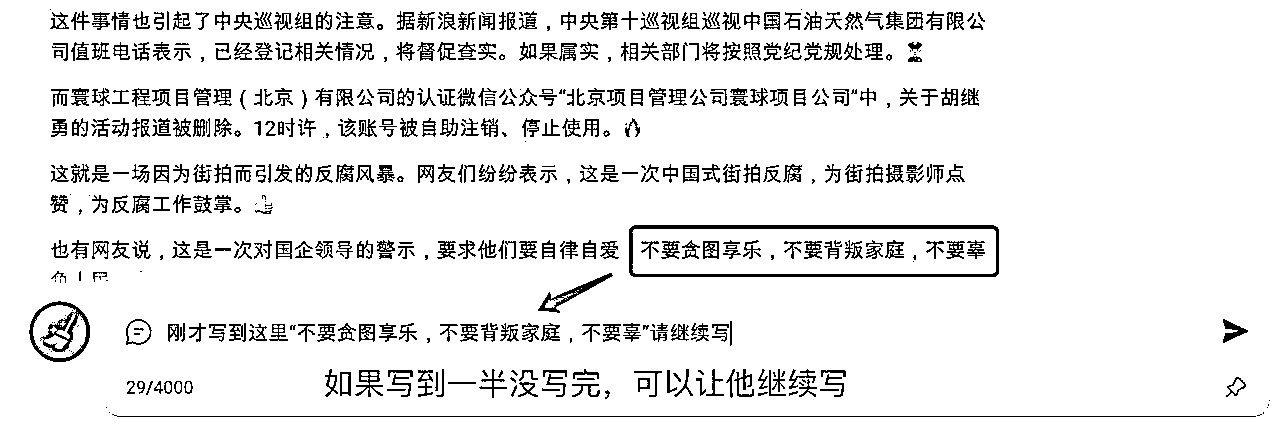 这件事情也引起了中央巡视组的注意。据新浪新闻报道，中央第十巡视组巡视中国石油天然气集团有限公
司值班电话表示，已经登记相关情况，将督促查实。如果属实，相关部门将按照党纪党规处理。
而寰球工程项目管理（北京）有限公司的认证微信公众号“北京项目管理公司寰球项目公司”中，关于胡继
勇的活动报道被删除。12时许，该账号被自助注销、停止使用。🔥
这就是一场因为街拍而引发的反腐风暴。网友们纷纷表示，这是一次中国式街拍反腐，为街拍摄影师点
赞，为反腐工作鼓掌。👍
也有网友说，这是一次对国企领导的警示，要求他们要自律自爱 不要贪图享乐，不要背叛家庭，不要辜
刚才写到这里“不要贪图享乐，不要背叛家庭，不要辜”请继续写
29/4000
如果写到一半没写完，可以让他继续写